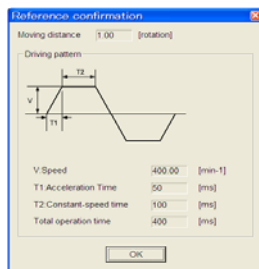 Reference confirmation
Moving distance 1.00 [rotation]
Driving pattern
T2
V
T1
V:Speed 400.00 [min-1]
T1:Acceleration Time 50 [ms]
T2:Constant-speed time 100 [ms]
Total operation time 400 [ms]
OK